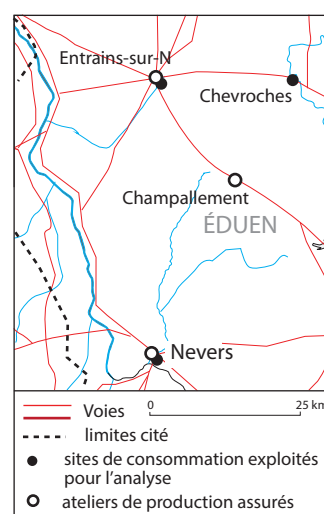 Entrains-sur-N
Chevroches
Champallement
ÉDUEN
Nevers
Voies
0 25 km
limites cité
sites de consommation exploités
pour l'analyse
ateliers de production assurés